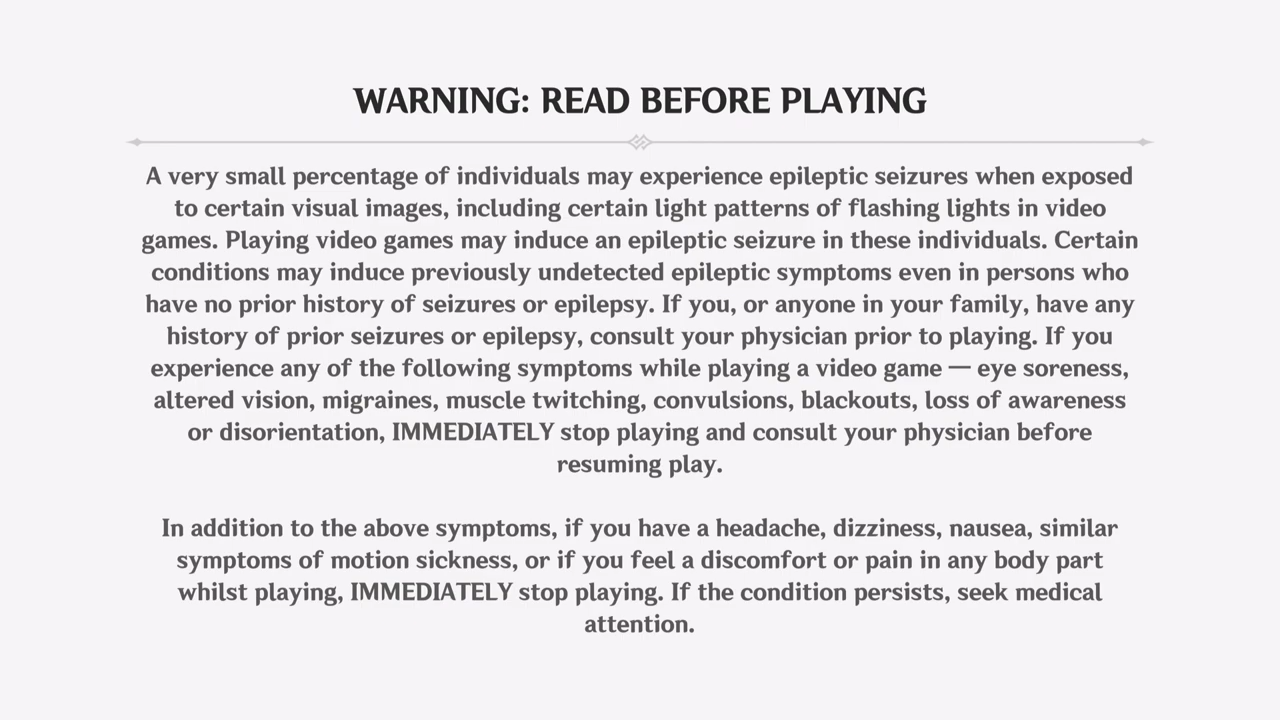 WARNING: READ BEFORE PLAYING
A very small percentage of individuals may experience epileptic seizures when exposed
to certain visual images, including certain light patterns of flashing lights in video
games. Playing video games may induce an epileptic seizure in these individuals. Certain
conditions may induce previously undetected epileptic symptoms even in persons who
have no prior history of seizures or epilepsy. If you, or anyone in your family, have any
history of prior seizures or epilepsy, consult your physician prior to playing. If you
experience any of the following symptoms while playing a video game — eye soreness,
altered vision, migraines, muscle twitching, convulsions, blackouts, loss of awareness
or disorientation, IMMEDIATELY stop playing and consult your physician before
resuming play.
In addition to the above symptoms, if you have a headache, dizziness, nausea, similar
symptoms of motion sickness, or if you feel a discomfort or pain in any body part
whilst playing, IMMEDIATELY stop playing. If the condition persists, seek medical
attention.